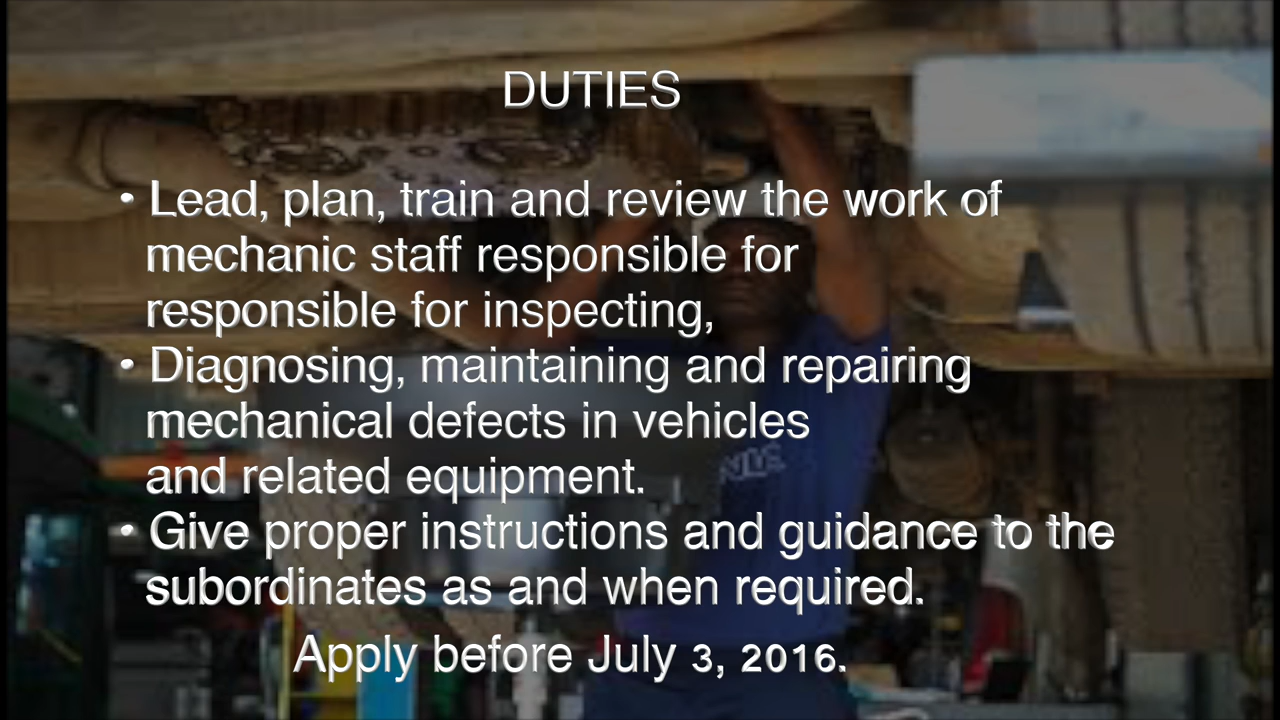 DUTIES
• Lead, plan, train and review the work of
mechanic staff responsible for
responsible for inspecting,
• Diagnosing, maintaining and repairing
mechanical defects in vehicles
and related equipment.
• Give proper instructions and guidance to the
subordinates as and when required.
Apply before July 3, 2016.